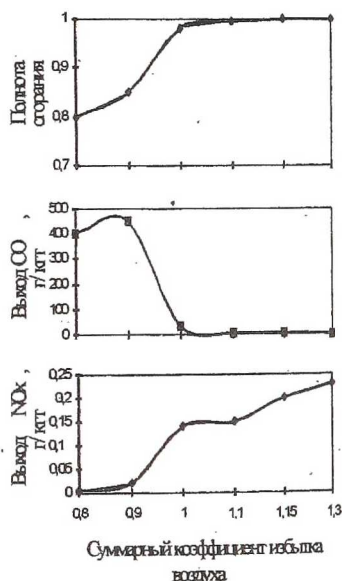 Полнота
сгорания
1
0,9
0,8
0,7
Выход CO ,
г/кгт
500
400
300
200
100
0
Выход NOx ,
г/кгт
0,25
0,2
0,15
0,1
0,05
0
0,8 0,9 1 1,1 1,15 1,3
Суммарный коэффициент избытка
воздуха